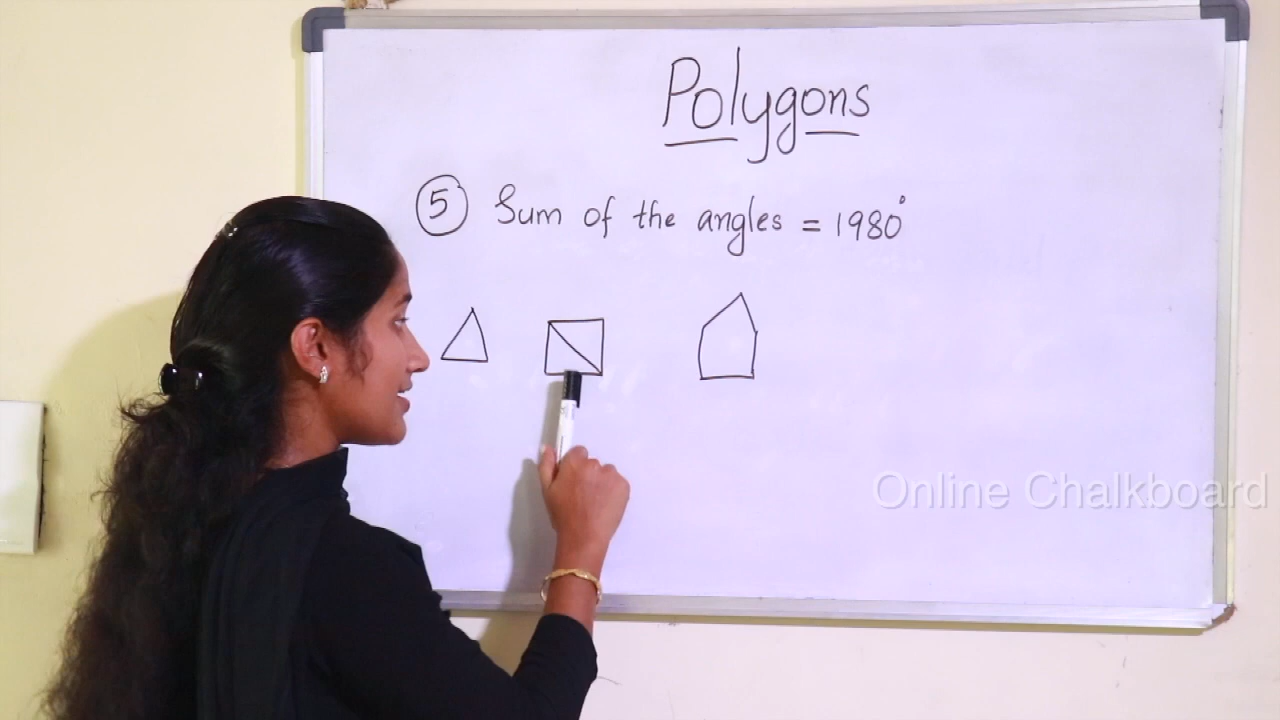 Polygons
5 Sum of the angles = 1980°
Online Chalkboard